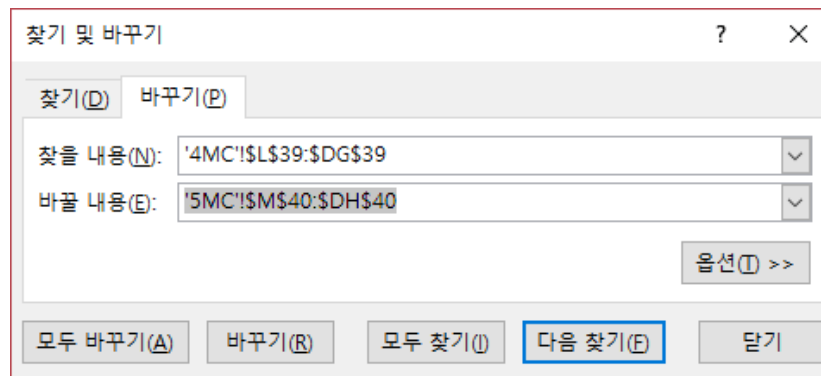 찾기 및 바꾸기 ?
찾기(D) 바꾸기(P)
찾을 내용(N): '4MC'!$L$39:$DG$39
바꿀 내용(E): '5MC'!$M$40:$DH$40
옵션(T) >>
모두 바꾸기(A) 바꾸기(R) 모두 찾기(I) 다음 찾기(F) 닫기